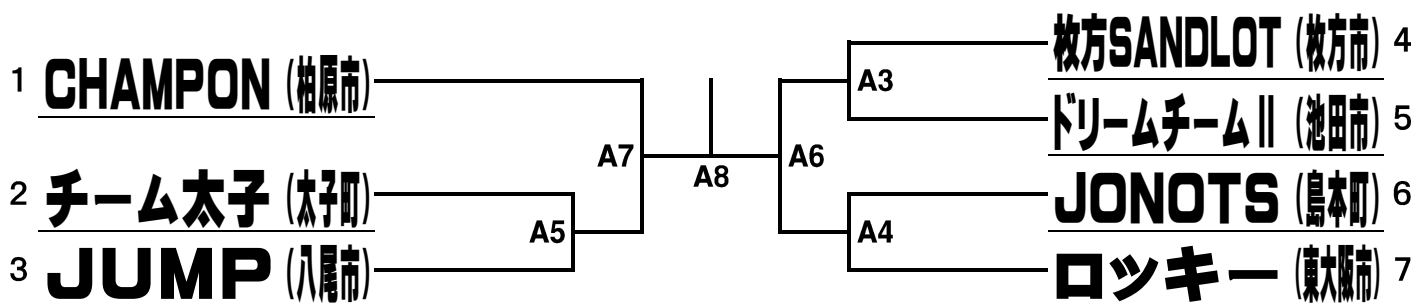 1 CHAMPON (柏原市)
2 チーム太子 (太子町)
3 JUMP (八尾市)
A5
A7
A8
A6
A3
A4
枚方SANDLOT (枚方市) 4
ドリームチームⅡ (池田市) 5
JONOTS (島本町) 6
ロッキー (東大阪市) 7